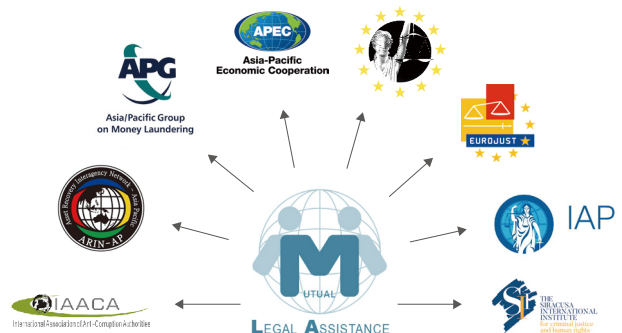 APEC
Asia-Pacific
Economic Cooperation
APG
Asia/Pacific Group
on Money Laundering
EUROJUST
Asset Recovery Interagency Network - Asia Pacific
ARIN-AP
IAP
MUTUAL
LEGAL ASSISTANCE
IAACA
International Association of Anti-Corruption Authorities
SI
THE
SIRACUSA
INTERNATIONAL
INSTITUTE
for criminal justice
and human rights